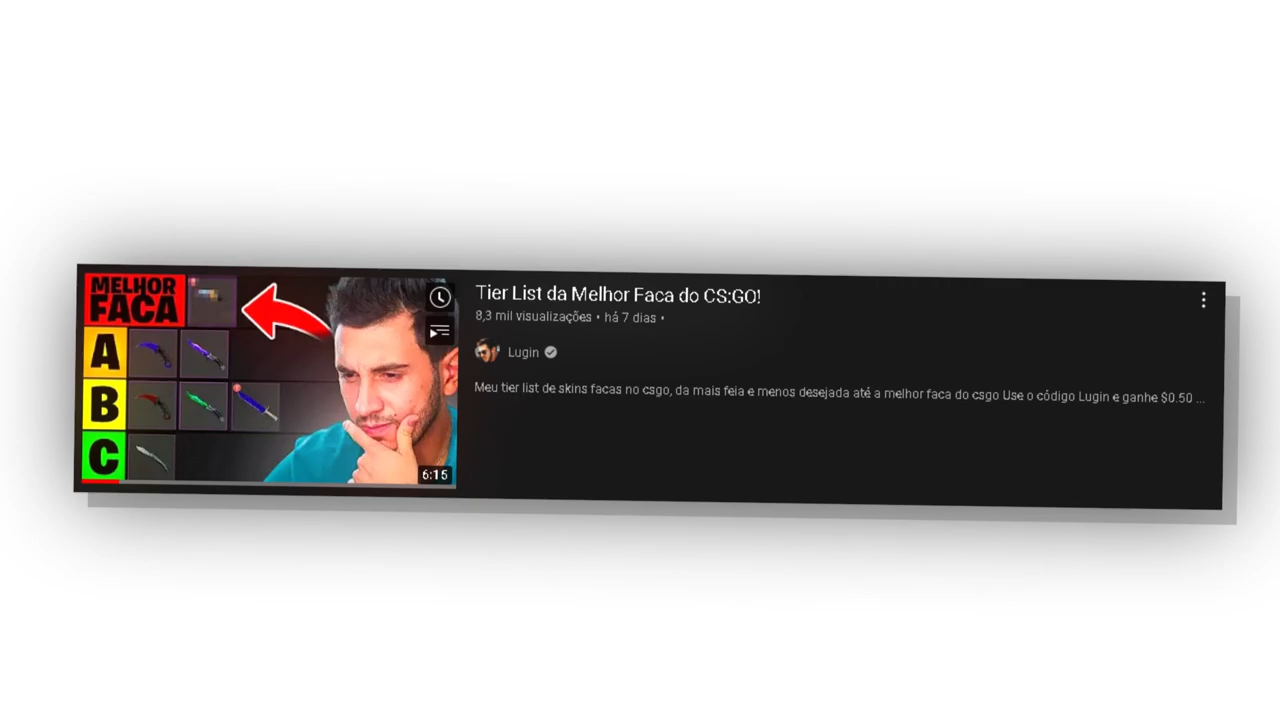 MELHOR
FACA
A
B
C
6:15
Tier List da Melhor Faca do CS:GO!
8,3 mil visualizações • há 7 dias •
Lugin
Meu tier list de skins facas no csgo, da mais feia e menos desejada até a melhor faca do csgo Use o código Lugin e ganhe $0.50 ...